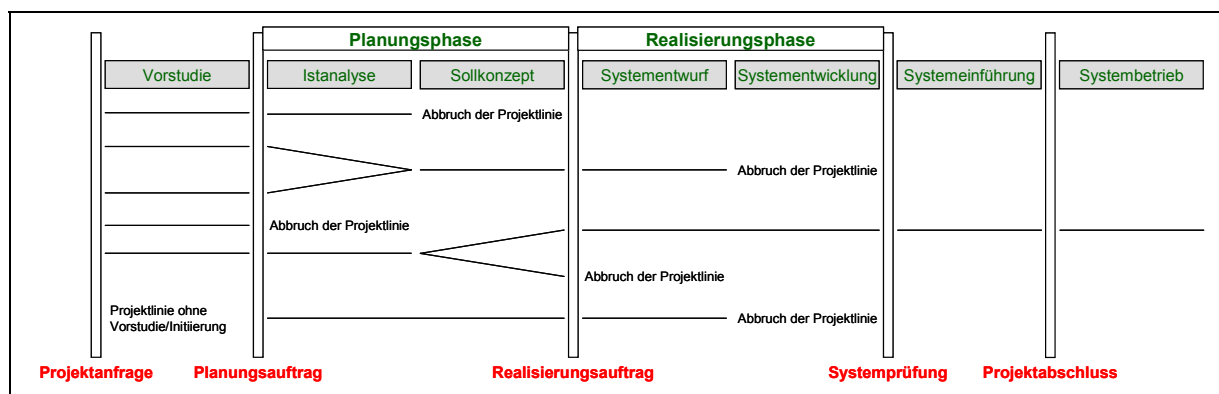 Planungsphase
Realisierungsphase
Vorstudie
Istanalyse
Sollkonzept
Systementwurf
Systementwicklung
Systemeinführung
Systembetrieb
Abbruch der Projektlinie
Abbruch der Projektlinie
Abbruch der Projektlinie
Abbruch der Projektlinie
Projektlinie ohne
Vorstudie/Initiierung
Abbruch der Projektlinie
Projektanfrage
Planungsauftrag
Realisierungsauftrag
Systemprüfung
Projektabschluss